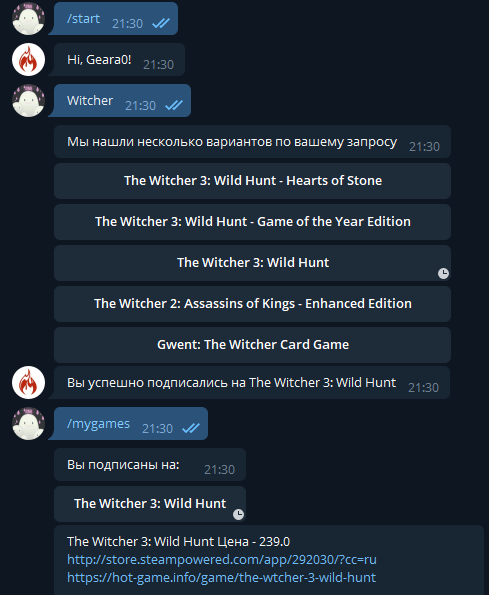 /start 21:30
Hi, Geara0! 21:30
Witcher 21:30
Мы нашли несколько вариантов по вашему запросу 21:30
The Witcher 3: Wild Hunt - Hearts of Stone
The Witcher 3: Wild Hunt - Game of the Year Edition
The Witcher 3: Wild Hunt
The Witcher 2: Assassins of Kings - Enhanced Edition
Gwent: The Witcher Card Game
Вы успешно подписались на The Witcher 3: Wild Hunt 21:30
/mygames 21:30
Вы подписаны на: 21:30
The Witcher 3: Wild Hunt
The Witcher 3: Wild Hunt Цена - 239.0
http://store.steampowered.com/app/292030/?cc=ru
https://hot-game.info/game/the-wtcher-3-wild-hunt